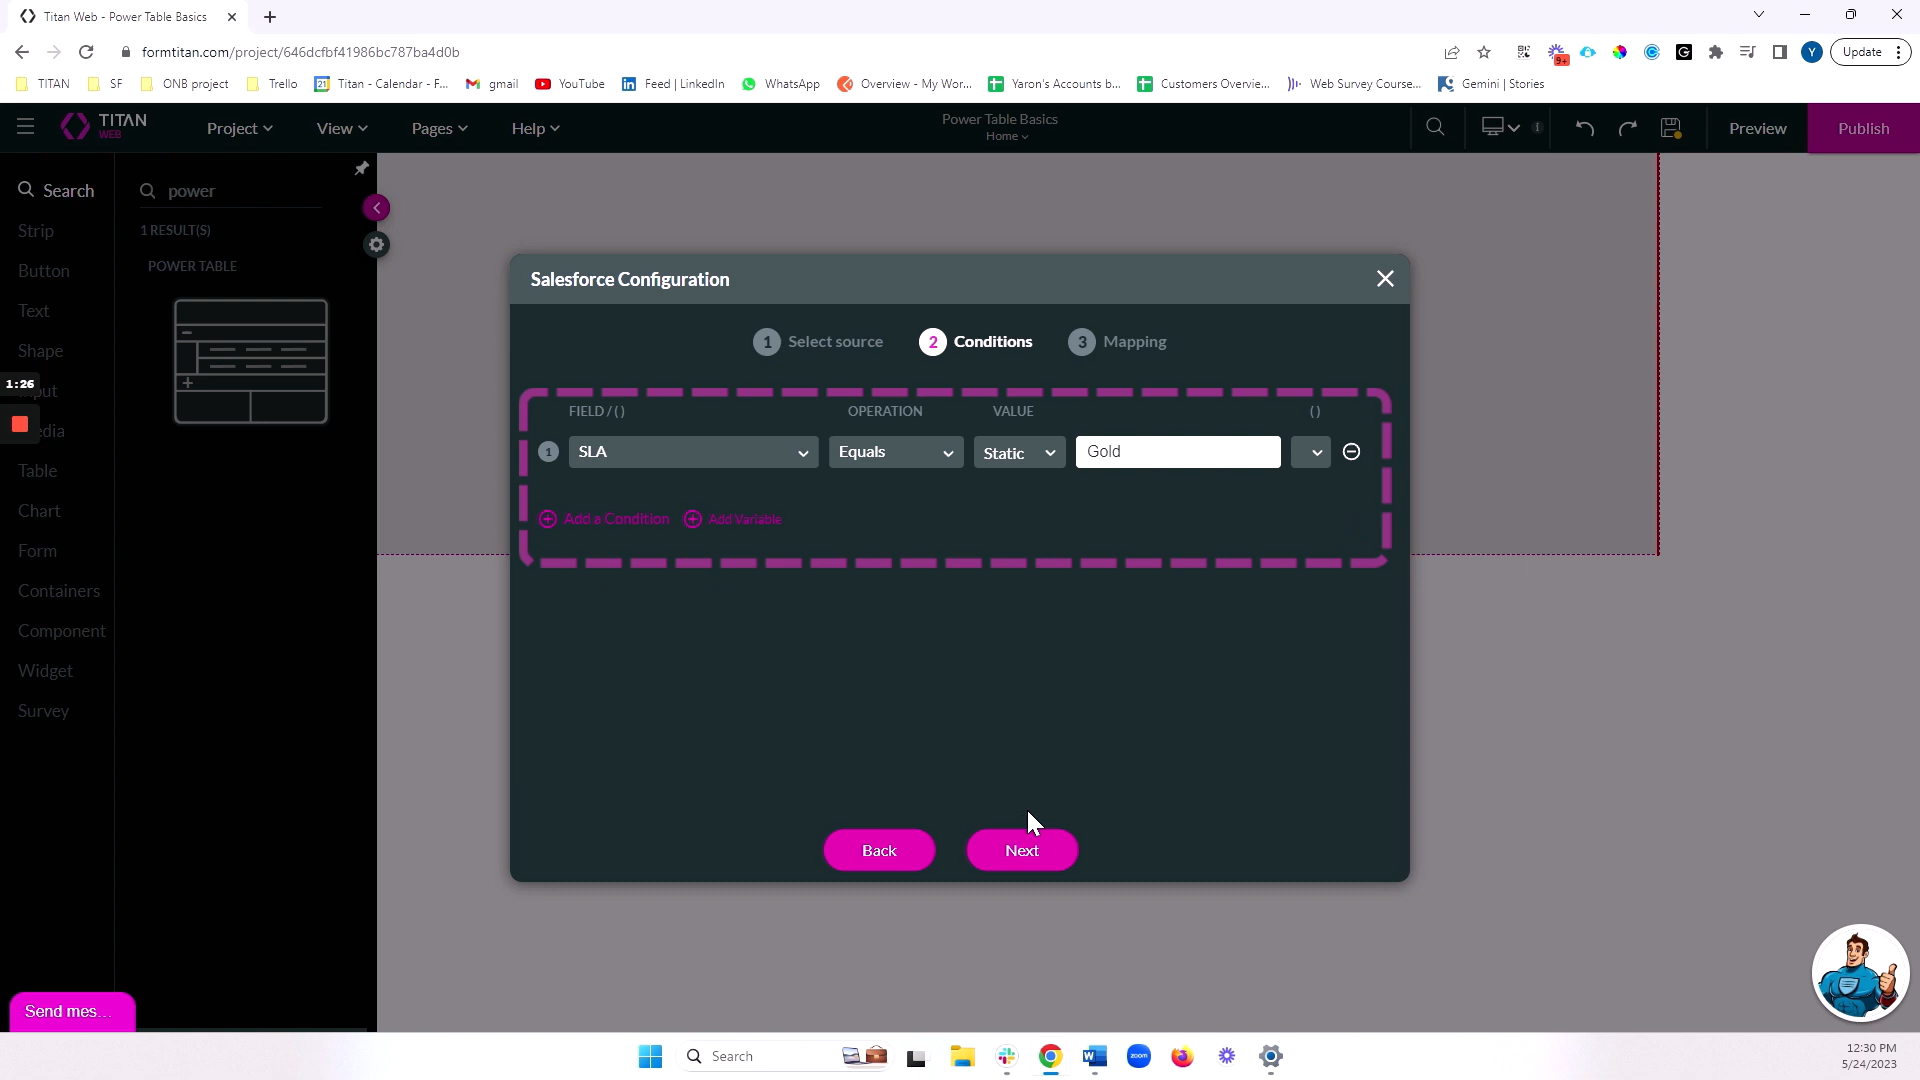 Titan Web - Power Table Basics
formtitan.com/project/646dcfbf41986bc787ba4d0b
9+
G
Y
Update
TITAN
SF
ONB project
Trello
21
Titan - Calendar - F...
gmail
YouTube
Feed | LinkedIn
WhatsApp
Overview - My Wor...
Yaron's Accounts b...
Customers Overvie...
Web Survey Course...
Gemini | Stories
TITAN
WEB
Project
View
Pages
Help
Power Table Basics
Home
Preview
Publish
Search
power
1 RESULT(S)
POWER TABLE
Strip
Button
Text
Shape
1:26
Table
Chart
Form
Containers
Component
Widget
Survey
Send mes...
Salesforce Configuration
1 Select source
2 Conditions
3 Mapping
FIELD / ( )
OPERATION
VALUE
( )
1
SLA
Equals
Static
Gold
Add a Condition
Add Variable
Back
Next
Search
zoom
12:30 PM
5/24/2023